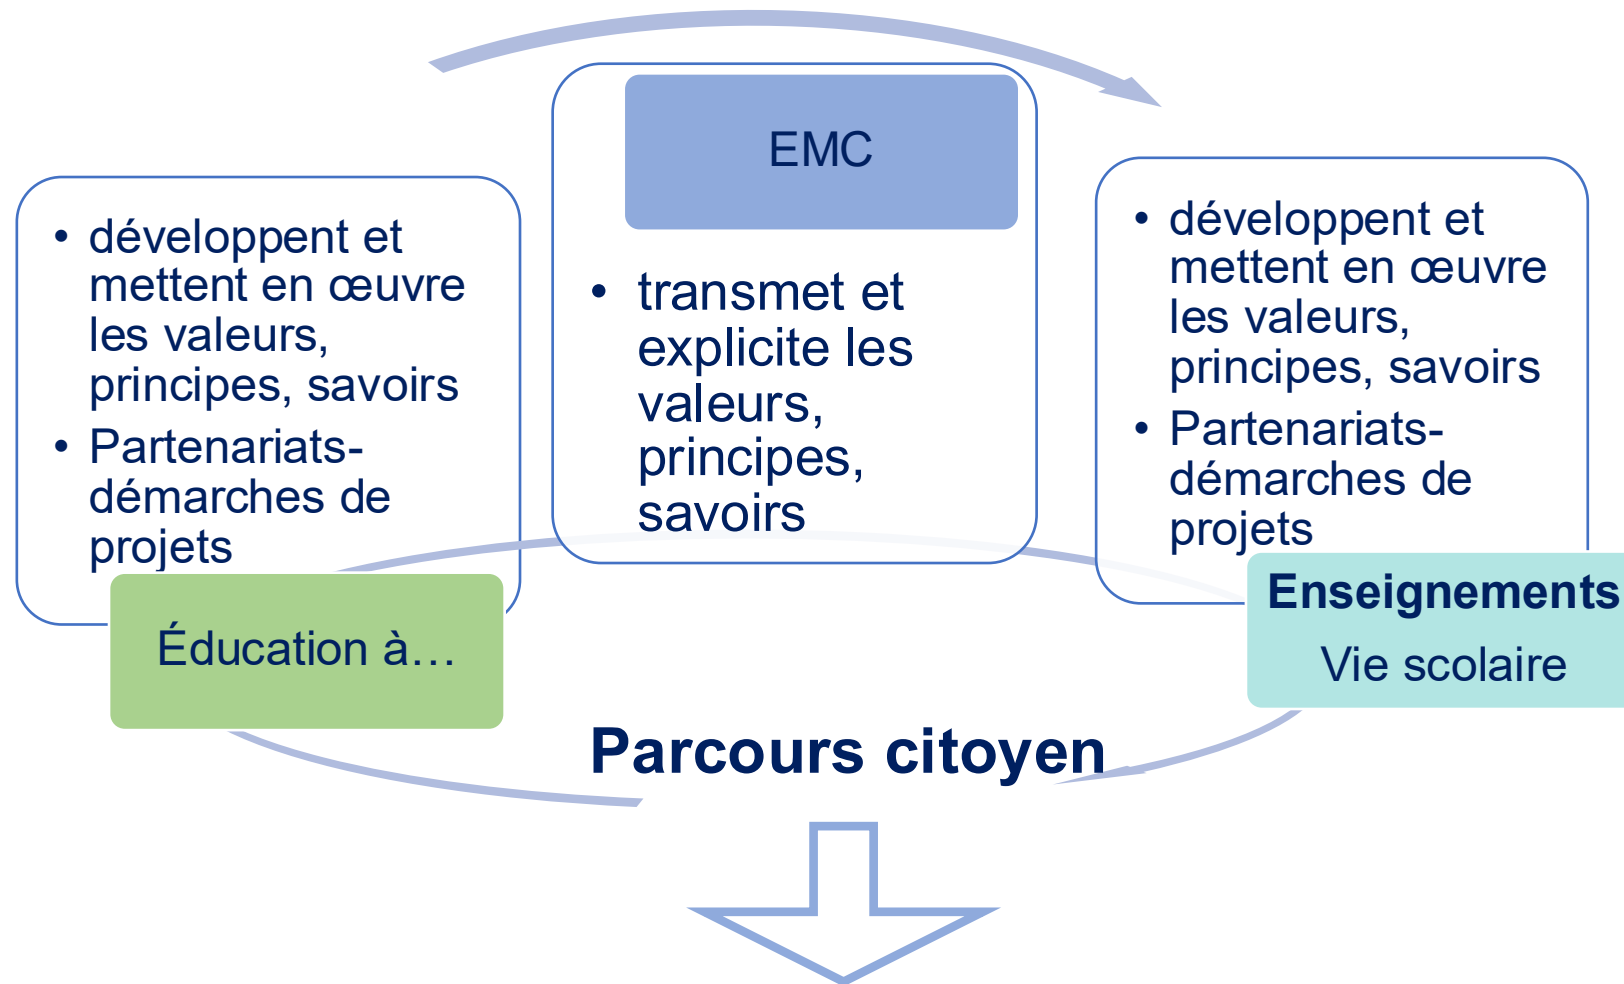 • développent et
mettent en œuvre
les valeurs,
principes, savoirs
• Partenariats-
démarches de
projets
Éducation à…
EMC
• transmet et
explicite les
valeurs,
principes,
savoirs
• développent et
mettent en œuvre
les valeurs,
principes, savoirs
• Partenariats-
démarches de
projets
Enseignements
Vie scolaire
Parcours citoyen